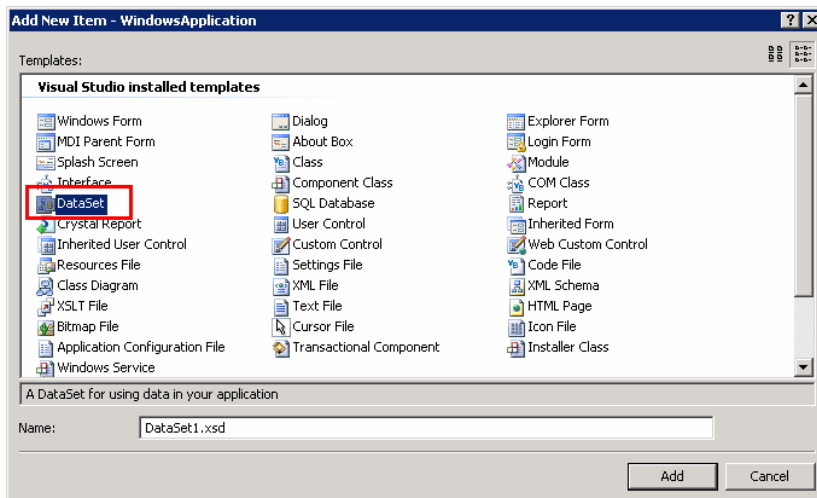 Add New Item - WindowsApplication
Templates:
Visual Studio installed templates
Windows Form Dialog Explorer Form
MDI Parent Form About Box Login Form
Splash Screen Class Module
Interface Component Class COM Class
DataSet SQL Database Report
Crystal Report User Control Inherited Form
Inherited User Control Custom Control Web Custom Control
Resources File Settings File Code File
Class Diagram XML File XML Schema
XSLT File Text File HTML Page
Bitmap File Cursor File Icon File
Application Configuration File Transactional Component Installer Class
Windows Service
A DataSet for using data in your application
Name: DataSet1.xsd
Add Cancel